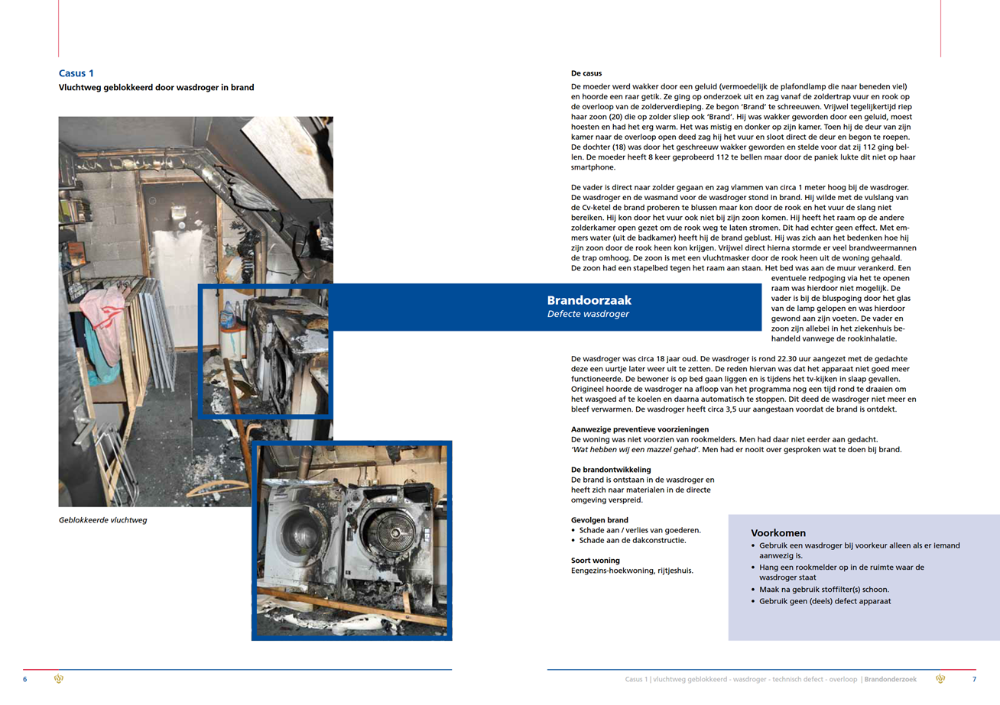 Casus 1
Vluchtweg geblokkeerd door wasdroger in brand
Geblokkeerde vluchtweg
6
De casus
De moeder werd wakker door een geluid (vermoedelijk de plafondlamp die naar beneden viel)
en hoorde een raar getik. Ze ging op onderzoek uit en zag vanaf de zoldertrap vuur en rook op
de overloop van de zolderverdieping. Ze begon ‘Brand’ te schreeuwen. Vrijwel tegelijkertijd riep
haar zoon (20) die op zolder sliep ook ‘Brand’. Hij was wakker geworden door een geluid, moest
hoesten en had het erg warm. Het was mistig en donker op zijn kamer. Toen hij de deur van zijn
kamer naar de overloop open deed zag hij het vuur en sloot direct de deur en begon te roepen.
De dochter (18) was door het geschreeuw wakker geworden en stelde voor dat zij 112 ging bel-
len. De moeder heeft 8 keer geprobeerd 112 te bellen maar door de paniek lukte dit niet op haar
smartphone.
De vader is direct naar zolder gegaan en zag vlammen van circa 1 meter hoog bij de wasdroger.
De wasdroger en de wasmand voor de wasdroger stond in brand. Hij wilde met de vulslang van
de Cv-ketel de brand proberen te blussen maar kon door de rook en het vuur de slang niet
bereiken. Hij kon door het vuur ook niet bij zijn zoon komen. Hij heeft het raam op de andere
zolderkamer open gezet om de rook weg te laten stromen. Dit had echter geen effect. Met em-
mers water (uit de badkamer) heeft hij de brand geblust. Hij was zich aan het bedenken hoe hij
zijn zoon door de rook heen kon krijgen. Vrijwel direct hierna stormde er veel brandweermannen
de trap omhoog. De zoon is met een vluchtmasker door de rook heen uit de woning gehaald.
De zoon had een stapelbed tegen het raam aan staan. Het bed was aan de muur verankerd. Een
eventuele redpoging via het te openen
raam was hierdoor niet mogelijk. De
vader is bij de bluspoging door het glas
van de lamp gelopen en was hierdoor
gewond aan zijn voeten. De vader en
zoon zijn allebei in het ziekenhuis be-
handeld vanwege de rookinhalatie.
Brandoorzaak
Defecte wasdroger
De wasdroger was circa 18 jaar oud. De wasdroger is rond 22.30 uur aangezet met de gedachte
deze een uurtje later weer uit te zetten. De reden hiervan was dat het apparaat niet goed meer
functioneerde. De bewoner is op bed gaan liggen en is tijdens het tv-kijken in slaap gevallen.
Origineel hoorde de wasdroger na afloop van het programma nog een tijd rond te draaien om
het wasgoed af te koelen en daarna automatisch te stoppen. Dit deed de wasdroger niet meer en
bleef verwarmen. De wasdroger heeft circa 3,5 uur aangestaan voordat de brand is ontdekt.
Aanwezige preventieve voorzieningen
De woning was niet voorzien van rookmelders. Men had daar niet eerder aan gedacht.
‘Wat hebben wij een mazzel gehad’. Men had er nooit over gesproken wat te doen bij brand.
De brandontwikkeling
De brand is ontstaan in de wasdroger en
heeft zich naar materialen in de directe
omgeving verspreid.
Gevolgen brand
• Schade aan / verlies van goederen.
• Schade aan de dakconstructie.
Soort woning
Eengezins-hoekwoning, rijtjeshuis.
Voorkomen
• Gebruik een wasdroger bij voorkeur alleen als er iemand
aanwezig is.
• Hang een rookmelder op in de ruimte waar de
wasdroger staat
• Maak na gebruik stoffilter(s) schoon.
• Gebruik geen (deels) defect apparaat
Casus 1 | vluchtweg geblokkeerd - wasdroger - technisch defect - overloop | Brandonderzoek
7